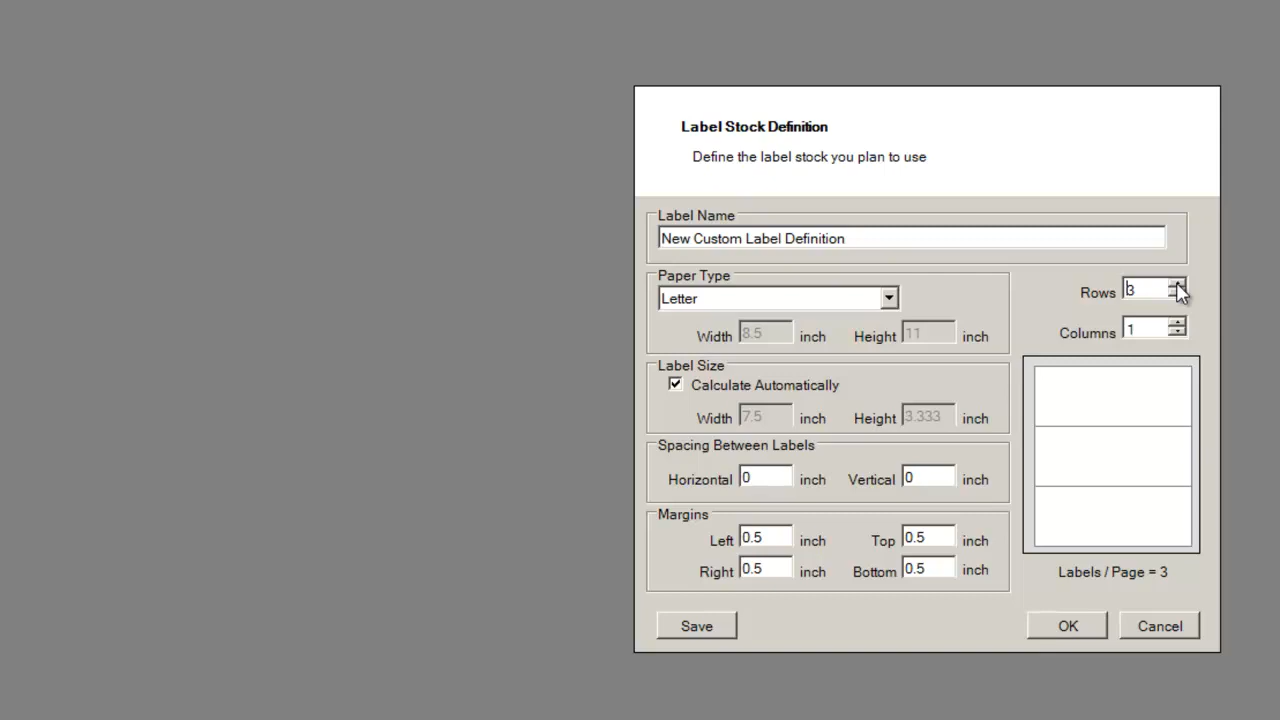 Label Stock Definition
Define the label stock you plan to use
Label Name
New Custom Label Definition
Paper Type
Letter
Width 8.5 inch Height 11 inch
Rows 3
Columns 1
Label Size
Calculate Automatically
Width 7.5 inch Height 3.333 inch
Spacing Between Labels
Horizontal 0 inch Vertical 0 inch
Margins
Left 0.5 inch Top 0.5 inch
Right 0.5 inch Bottom 0.5 inch
Labels / Page = 3
Save OK Cancel